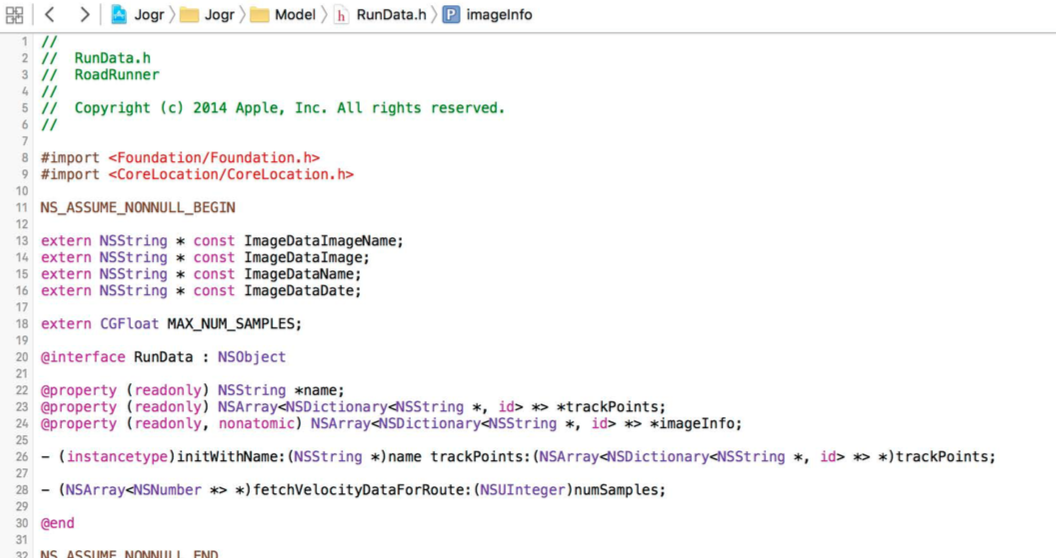 Jogr Jogr Model h RunData.h P imageInfo
1 //
2 // RunData.h
3 // RoadRunner
4 //
5 // Copyright (c) 2014 Apple, Inc. All rights reserved.
6 //
7
8 #import <Foundation/Foundation.h>
9 #import <CoreLocation/CoreLocation.h>
10
11 NS_ASSUME_NONNULL_BEGIN
12
13 extern NSString * const ImageDataImageName;
14 extern NSString * const ImageDataImage;
15 extern NSString * const ImageDataName;
16 extern NSString * const ImageDataDate;
17
18 extern CGFloat MAX_NUM_SAMPLES;
19
20 @interface RunData : NSObject
21
22 @property (readonly) NSString *name;
23 @property (readonly) NSArray<NSDictionary<NSString *, id> *> *trackPoints;
24 @property (readonly, nonatomic) NSArray<NSDictionary<NSString *, id> *> *imageInfo;
25
26 - (instancetype)initWithName:(NSString *)name trackPoints:(NSArray<NSDictionary<NSString *, id> *> *)trackPoints;
27
28 - (NSArray<NSNumber *> *)fetchVelocityDataForRoute:(NSUInteger)numSamples;
29
30 @end
31
32 NS_ASSUME_NONNULL_END